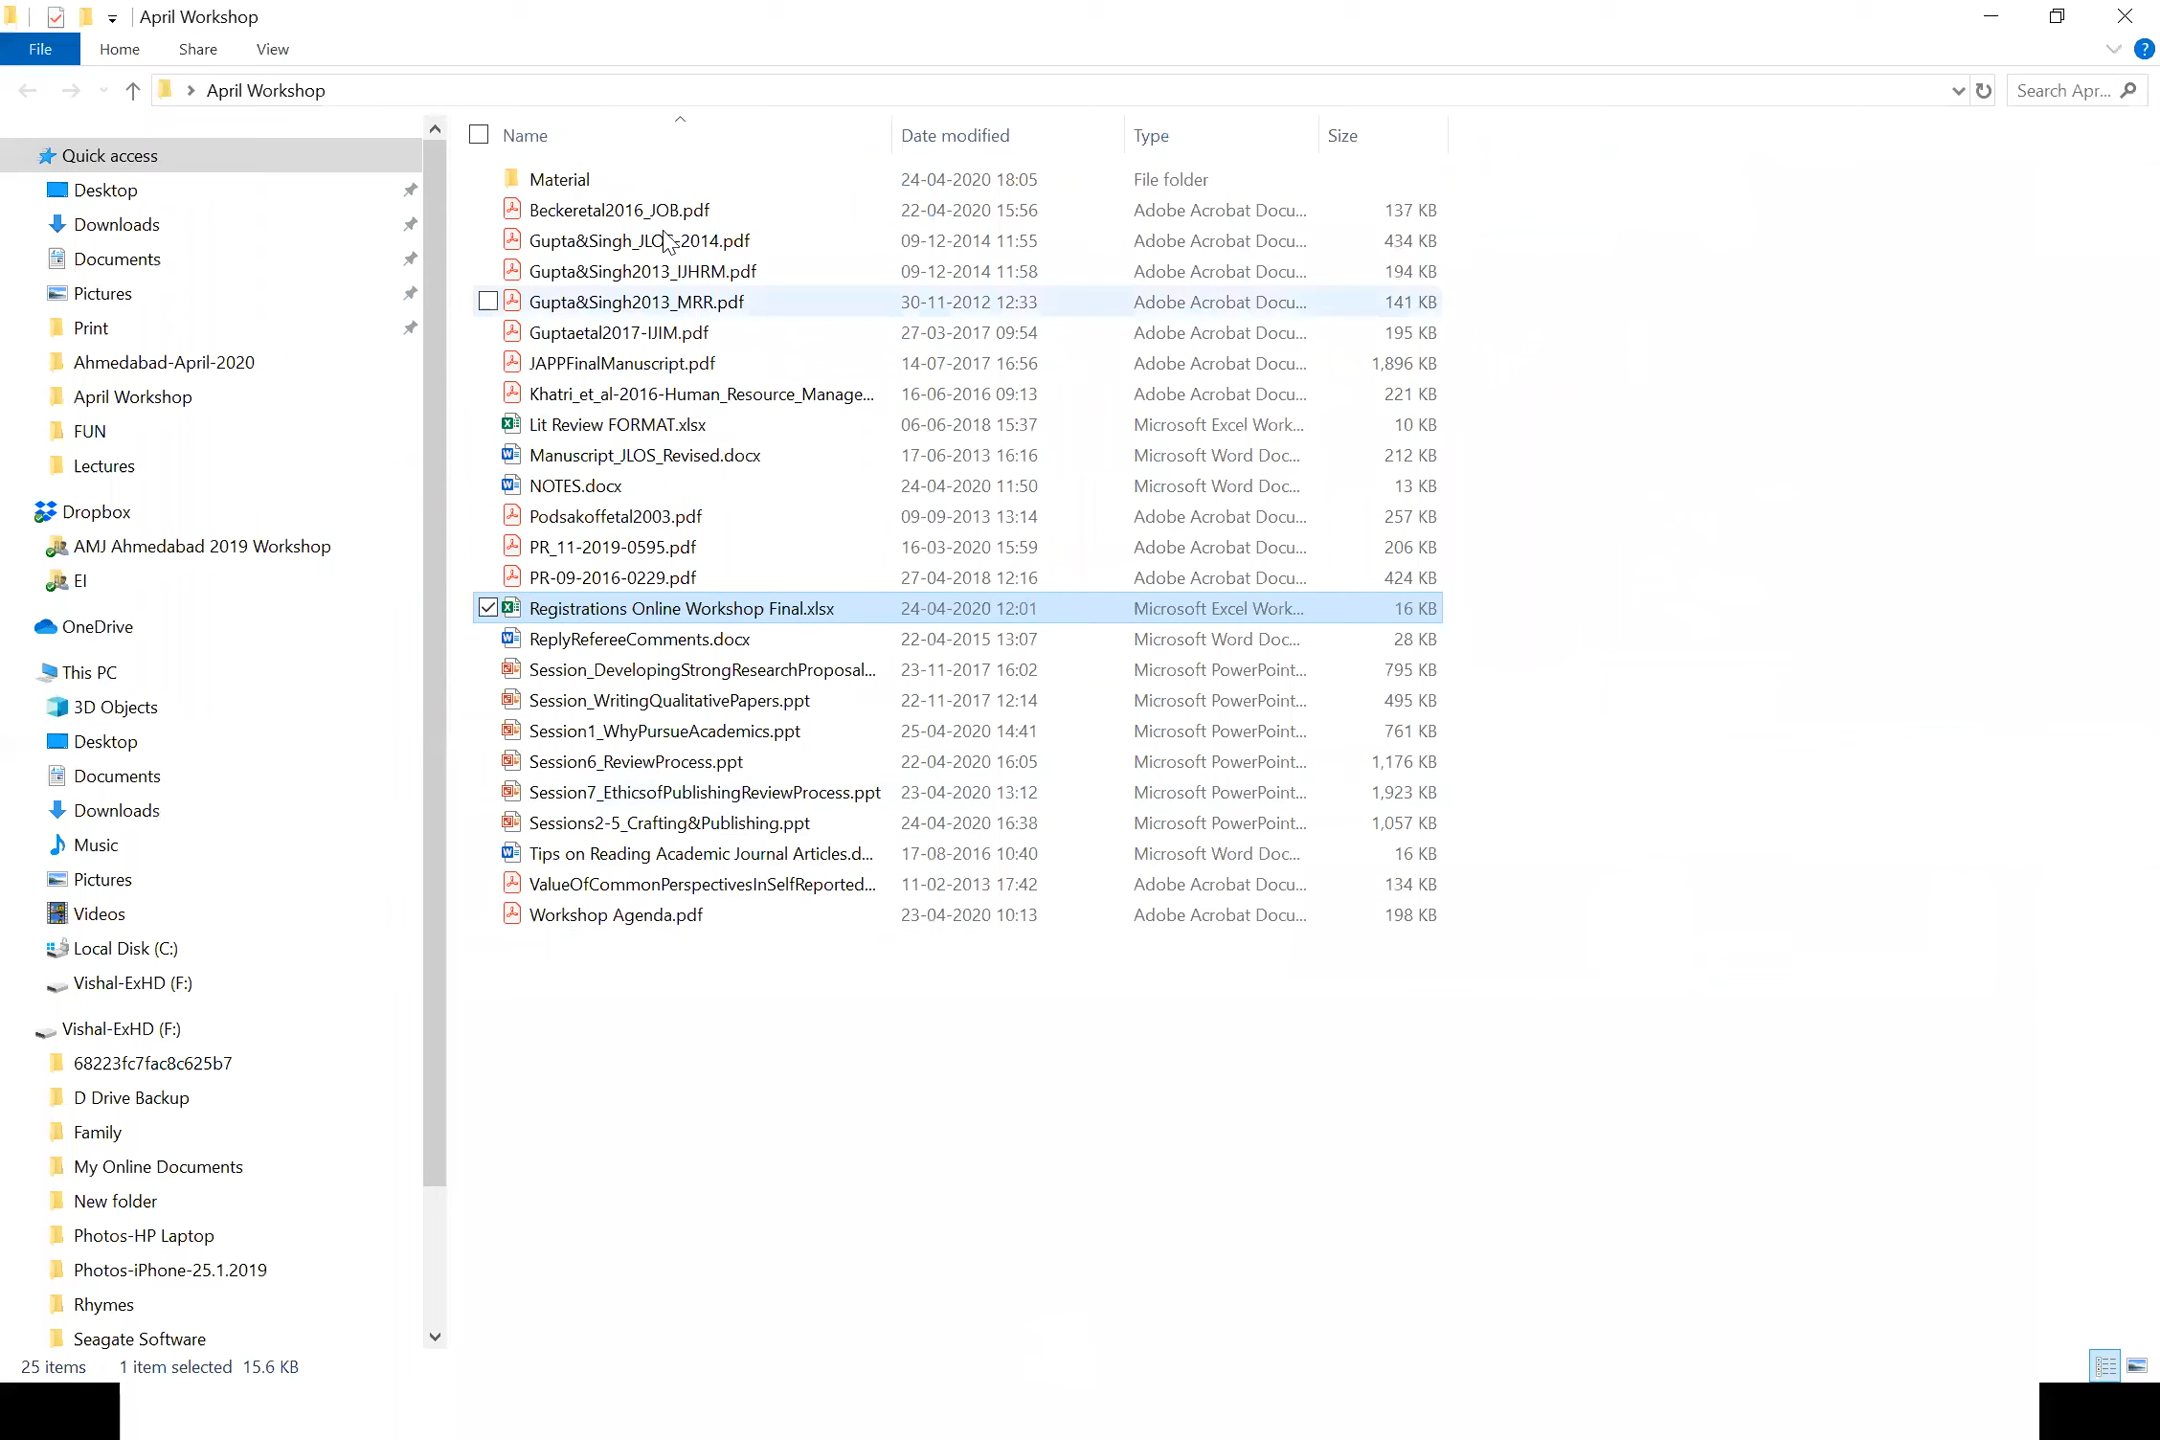 April Workshop
File Home Share View
April Workshop
Search Apr...
Quick access
Desktop
Downloads
Documents
Pictures
Print
Ahmedabad-April-2020
April Workshop
FUN
Lectures
Dropbox
AMJ Ahmedabad 2019 Workshop
EI
OneDrive
This PC
3D Objects
Desktop
Documents
Downloads
Music
Pictures
Videos
Local Disk (C:)
Vishal-ExHD (F:)
Vishal-ExHD (F:)
68223fc7fac8c625b7
D Drive Backup
Family
My Online Documents
New folder
Photos-HP Laptop
Photos-iPhone-25.1.2019
Rhymes
Seagate Software
Name Date modified Type Size
Material 24-04-2020 18:05 File folder
Beckeretal2016_JOB.pdf 22-04-2020 15:56 Adobe Acrobat Docu... 137 KB
Gupta&Singh_JLOS-2014.pdf 09-12-2014 11:55 Adobe Acrobat Docu... 434 KB
Gupta&Singh2013_IJHRM.pdf 09-12-2014 11:58 Adobe Acrobat Docu... 194 KB
Gupta&Singh2013_MRR.pdf 30-11-2012 12:33 Adobe Acrobat Docu... 141 KB
Guptaetal2017-IJIM.pdf 27-03-2017 09:54 Adobe Acrobat Docu... 195 KB
JAPPFinalManuscript.pdf 14-07-2017 16:56 Adobe Acrobat Docu... 1,896 KB
Khatri_et_al-2016-Human_Resource_Manage... 16-06-2016 09:13 Adobe Acrobat Docu... 221 KB
Lit Review FORMAT.xlsx 06-06-2018 15:37 Microsoft Excel Work... 10 KB
Manuscript_JLOS_Revised.docx 17-06-2013 16:16 Microsoft Word Doc... 212 KB
NOTES.docx 24-04-2020 11:50 Microsoft Word Doc... 13 KB
Podsakoffetal2003.pdf 09-09-2013 13:14 Adobe Acrobat Docu... 257 KB
PR_11-2019-0595.pdf 16-03-2020 15:59 Adobe Acrobat Docu... 206 KB
PR-09-2016-0229.pdf 27-04-2018 12:16 Adobe Acrobat Docu... 424 KB
Registrations Online Workshop Final.xlsx 24-04-2020 12:01 Microsoft Excel Work... 16 KB
ReplyRefereeComments.docx 22-04-2015 13:07 Microsoft Word Doc... 28 KB
Session_DevelopingStrongResearchProposal... 23-11-2017 16:02 Microsoft PowerPoint... 795 KB
Session_WritingQualitativePapers.ppt 22-11-2017 12:14 Microsoft PowerPoint... 495 KB
Session1_WhyPursueAcademics.ppt 25-04-2020 14:41 Microsoft PowerPoint... 761 KB
Session6_ReviewProcess.ppt 22-04-2020 16:05 Microsoft PowerPoint... 1,176 KB
Session7_EthicsofPublishingReviewProcess.ppt 23-04-2020 13:12 Microsoft PowerPoint... 1,923 KB
Sessions2-5_Crafting&Publishing.ppt 24-04-2020 16:38 Microsoft PowerPoint... 1,057 KB
Tips on Reading Academic Journal Articles.d... 17-08-2016 10:40 Microsoft Word Doc... 16 KB
ValueOfCommonPerspectivesInSelfReported... 11-02-2013 17:42 Adobe Acrobat Docu... 134 KB
Workshop Agenda.pdf 23-04-2020 10:13 Adobe Acrobat Docu... 198 KB
25 items 1 item selected 15.6 KB